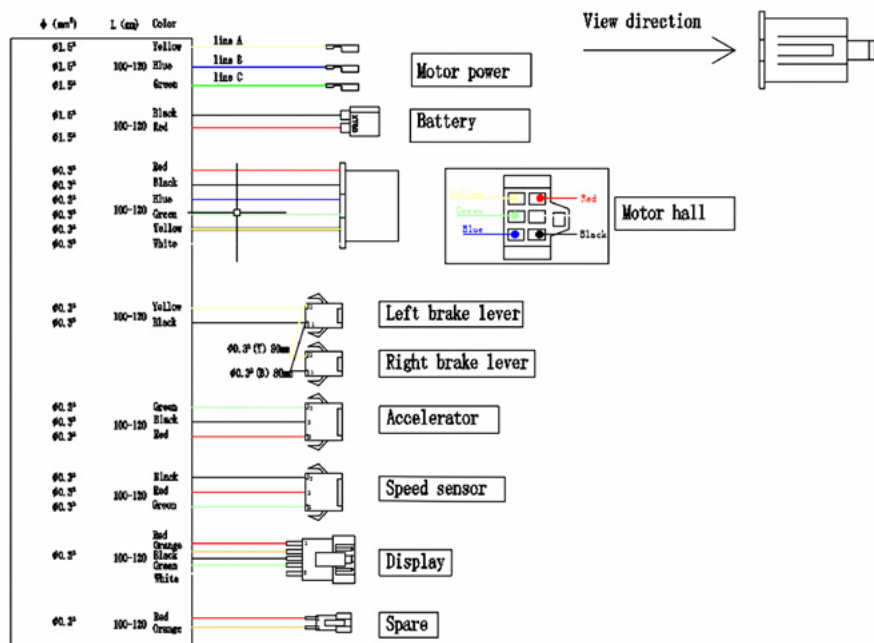 Φ (mm²) L (mm) Color View direction
Φ1.5² Yellow line A
Φ1.5² 100-120 Blue line B Motor power
Φ1.5² Green line C
Φ1.5² Black Battery
100-120 Red XT60
Φ1.5²
Φ0.3² Red
Φ0.3² Black Yellow Red
Φ0.3² Blue
Φ0.3² 100-120 Green Green Motor hall
Φ0.3² Yellow Blue Black
Φ0.3² White
Φ0.3² Yellow Left brake lever
Φ0.3² 100-120 Black
Φ0.3² (Y) 80mm
Φ0.3² (B) 80mm Right brake lever
Φ0.3² Green
Φ0.3² 100-120 Black Accelerator
Φ0.3² Red
Φ0.3² Black
Φ0.3² 100-120 Red Speed sensor
Φ0.3² Green
Red
Orange
Φ0.3² 100-120 Black Display
Green
White
Φ0.3² 100-120 Red Spare
Orange